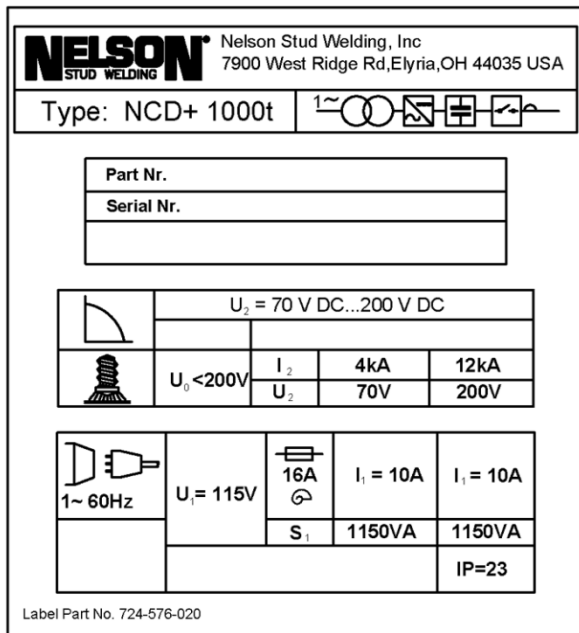 NELSON
STUD WELDING
Nelson Stud Welding, Inc
7900 West Ridge Rd,Elyria,OH 44035 USA
Type: NCD+ 1000t
1~
Part Nr.
Serial Nr.
U₂ = 70 V DC...200 V DC
U₀ <200V
I₂ 4kA 12kA
U₂ 70V 200V
1~ 60Hz
U₁= 115V
16A
I₁ = 10A
I₁ = 10A
S₁ 1150VA 1150VA
IP=23
Label Part No. 724-576-020